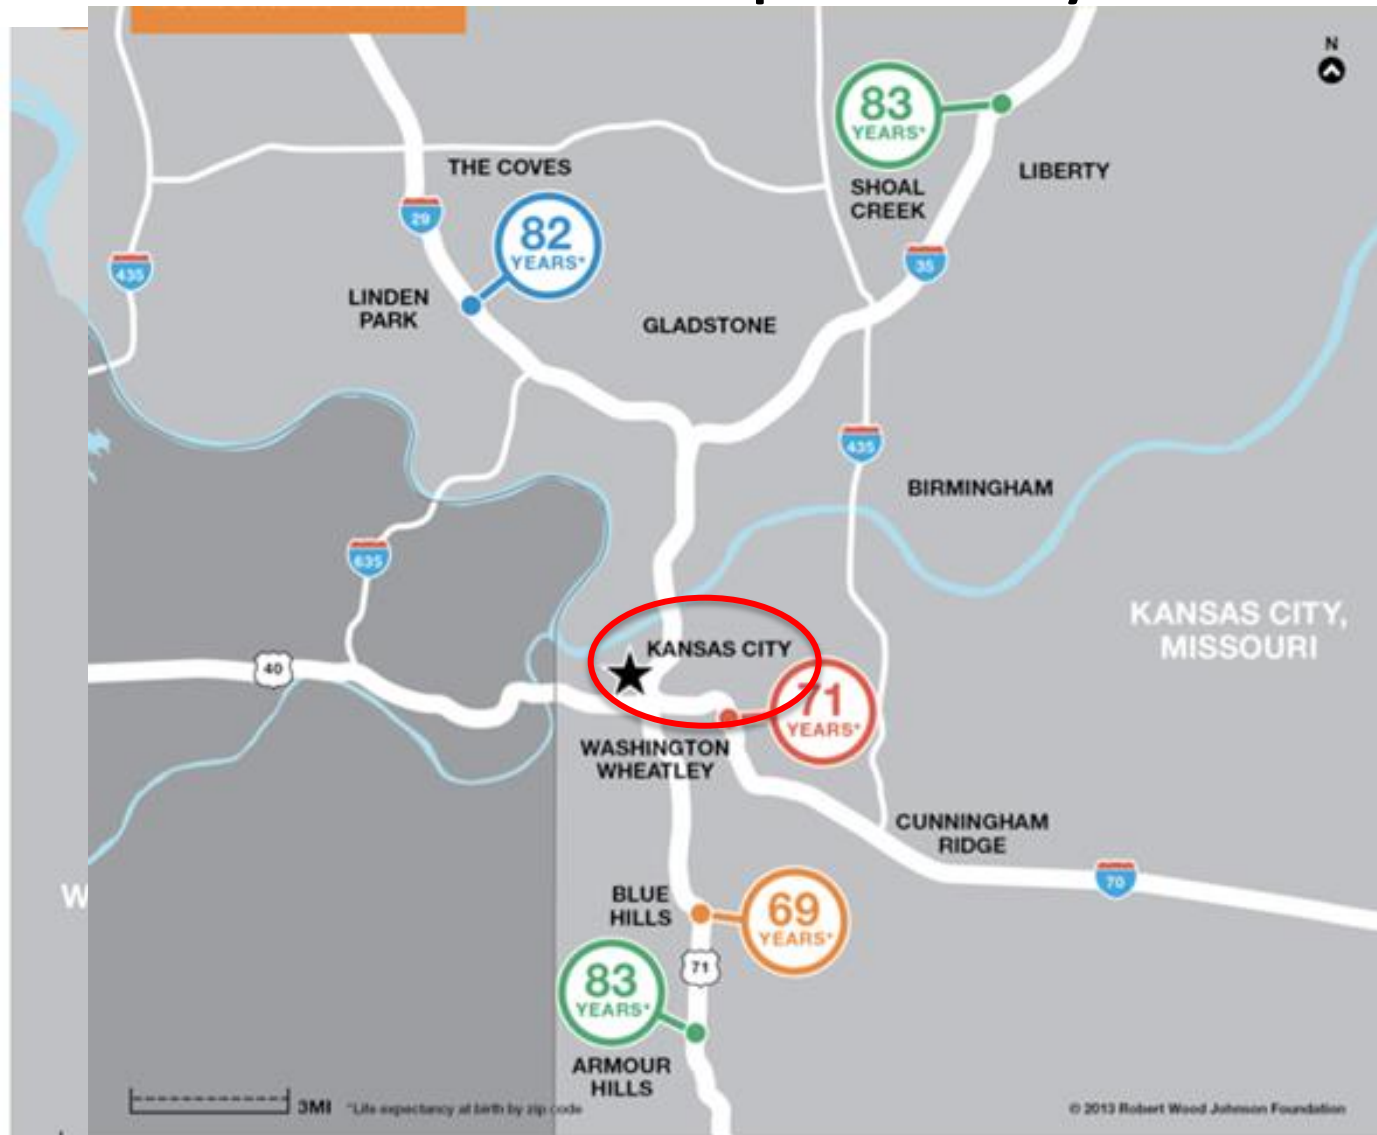 N
83
YEARS*
THE COVES
LIBERTY
SHOAL
CREEK
29
82
YEARS*
435
35
LINDEN
PARK
GLADSTONE
435
BIRMINGHAM
635
KANSAS CITY,
MISSOURI
KANSAS CITY
40
71
YEARS*
WASHINGTON
WHEATLEY
CUNNINGHAM
RIDGE
70
W
BLUE
HILLS
69
YEARS*
71
83
YEARS*
ARMOUR
HILLS
3MI
*Life expectancy at birth by zip code
© 2013 Robert Wood Johnson Foundation